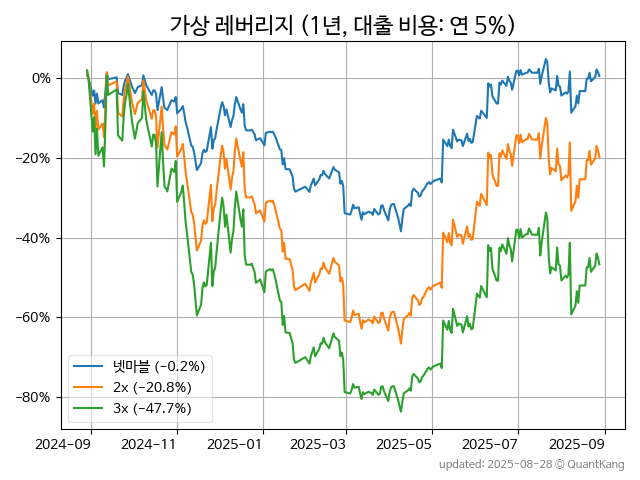 가상 레버리지 (1년, 대출 비용: 연 5%)
0%
−20%
−40%
−60%
−80%
넷마블 (-0.2%)
2x (-20.8%)
3x (-47.7%)
2024-09 2024-11 2025-01 2025-03 2025-05 2025-07 2025-09
updated: 2025-08-28 © QuantKang